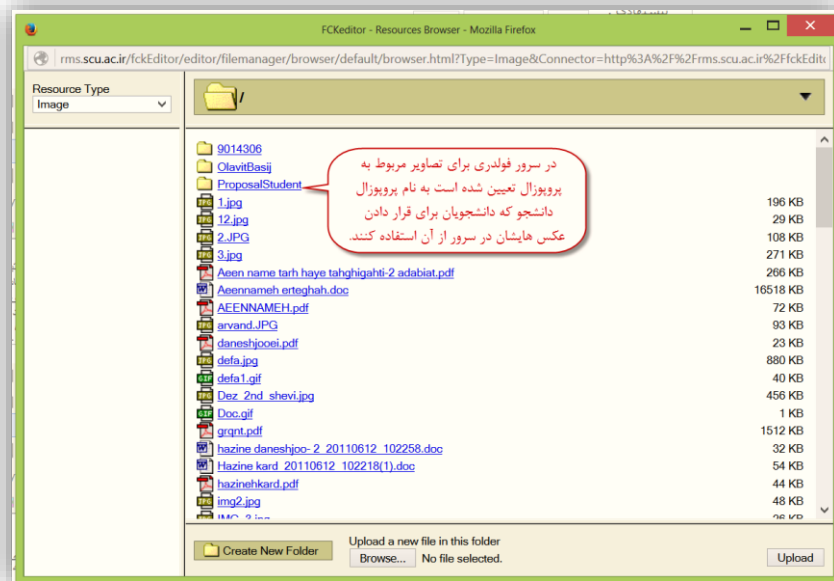 FCKeditor - Resources Browser - Mozilla Firefox
rms.scu.ac.ir/fckEditor/editor/filemanager/browser/default/browser.html?Type=Image&Connector=http%3A%2F%2Frms.scu.ac.ir%2FfckEdito
Resource Type
Image
/
9014306
OlavitBasij
ProposalStudent
در سرور فولدری برای تصاویر مربوط به
پروپوزال تعیین شده است به نام پروپوزال
دانشجو که دانشجویان برای قرار دادن
عکس هایشان در سرور از آن استفاده کنند.
1.jpg 196 KB
12.jpg 29 KB
2.JPG 108 KB
3.jpg 271 KB
Aeen name tarh haye tahghigahti-2 adabiat.pdf 266 KB
Aeennameh erteghah.doc 16518 KB
AEENNAMEH.pdf 72 KB
arvand.JPG 93 KB
daneshjooei.pdf 23 KB
defa.jpg 880 KB
defa1.gif 40 KB
Dez_2nd_shevi.jpg 456 KB
Doc.gif 1 KB
grqnt.pdf 1512 KB
hazine daneshjoo- 2_20110612_102258.doc 32 KB
Hazine kard_20110612_102218(1).doc 54 KB
hazinehkard.pdf 44 KB
img2.jpg 48 KB
IMG_3.jpg 26 KB
Create New Folder
Upload a new file in this folder
Browse... No file selected.
Upload